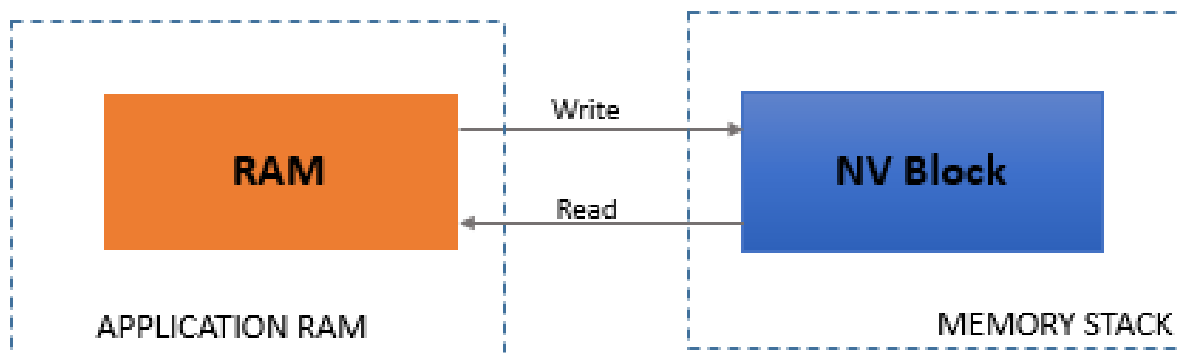 Write
RAM
NV Block
Read
APPLICATION RAM
MEMORY STACK